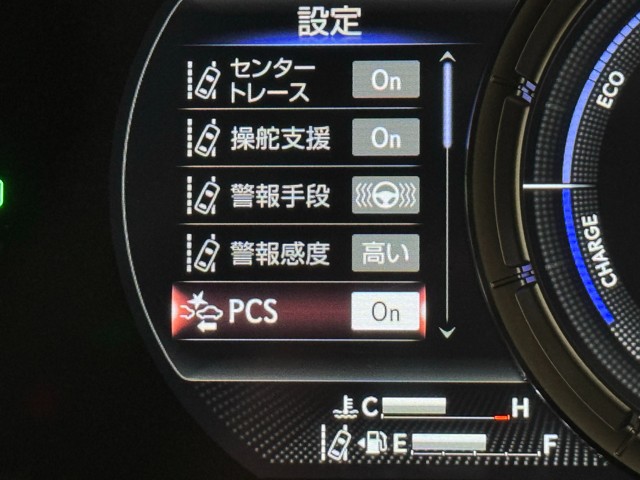 設定
センター
トレース
On
操舵支援 On
警報手段
警報感度 高い
PCS On
ECO
CHARGE
C H
E F